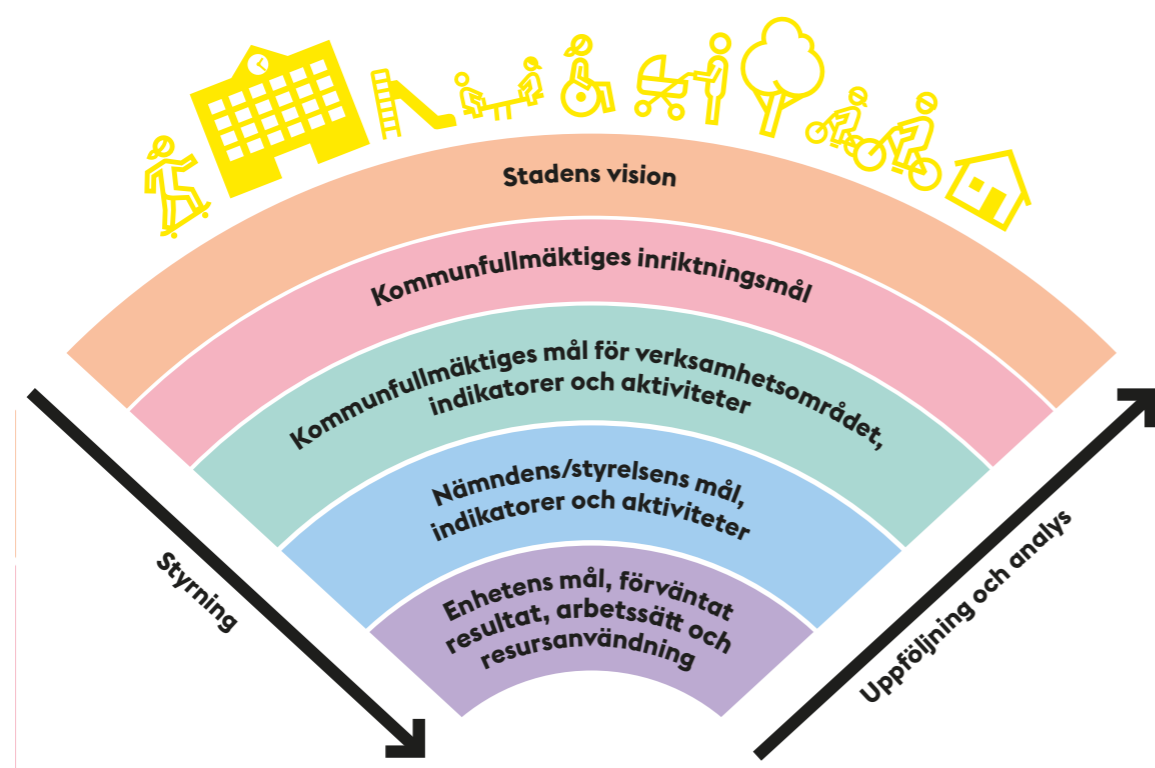 Stadens vision
Kommunfullmäktiges inriktningsmål
Kommunfullmäktiges mål för verksamhetsområdet,
indikatorer och aktiviteter
Nämndens/styrelsens mål,
indikatorer och aktiviteter
Enhetens mål, förväntat
resultat, arbetssätt och
resursanvändning
Styrning
Uppföljning och analys